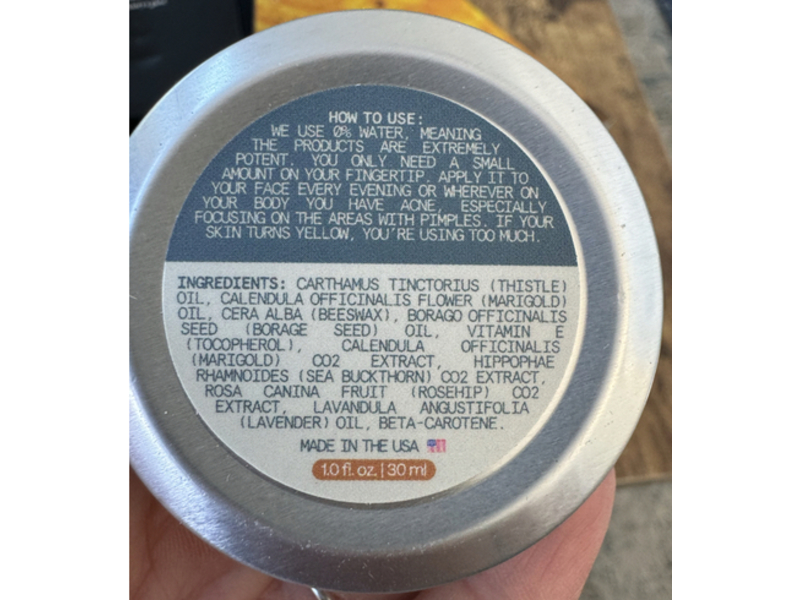 HOW TO USE:
WE USE 0% WATER, MEANING
THE PRODUCTS ARE EXTREMELY
POTENT. YOU ONLY NEED A SMALL
AMOUNT ON YOUR FINGERTIP. APPLY IT TO
YOUR FACE EVERY EVENING OR WHEREVER ON
YOUR BODY YOU HAVE ACNE, ESPECIALLY
FOCUSING ON THE AREAS WITH PIMPLES. IF YOUR
SKIN TURNS YELLOW, YOU'RE USING TOO MUCH.
INGREDIENTS: CARTHAMUS TINCTORIUS (THISTLE)
OIL, CALENDULA OFFICINALIS FLOWER (MARIGOLD)
OIL, CERA ALBA (BEESWAX), BORAGO OFFICINALIS
SEED (BORAGE SEED) OIL, VITAMIN E
(TOCOPHEROL), CALENDULA OFFICINALIS
(MARIGOLD) CO2 EXTRACT, HIPPOPHAE
RHAMNOIDES (SEA BUCKTHORN) CO2 EXTRACT,
ROSA CANINA FRUIT (ROSEHIP) CO2
EXTRACT, LAVANDULA ANGUSTIFOLIA
(LAVENDER) OIL, BETA-CAROTENE.
MADE IN THE USA
1.0 fl. oz. | 30 ml